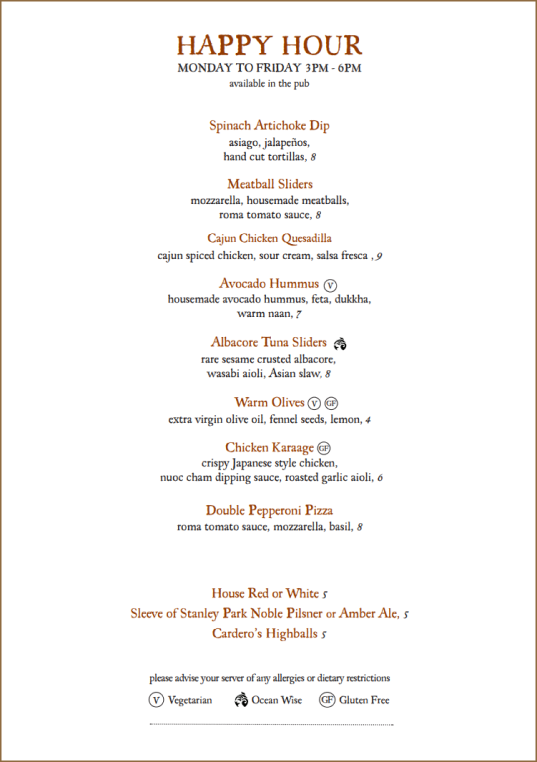 HAPPY HOUR
MONDAY TO FRIDAY 3PM - 6PM
available in the pub
Spinach Artichoke Dip
asiago, jalapeños,
hand cut tortillas, 8
Meatball Sliders
mozzarella, housemade meatballs,
roma tomato sauce, 8
Cajun Chicken Quesadilla
cajun spiced chicken, sour cream, salsa fresca , 9
Avocado Hummus V
housemade avocado hummus, feta, dukkha,
warm naan, 7
Albacore Tuna Sliders
rare sesame crusted albacore,
wasabi aioli, Asian slaw, 8
Warm Olives V GF
extra virgin olive oil, fennel seeds, lemon, 4
Chicken Karaage GF
crispy Japanese style chicken,
nuoc cham dipping sauce, roasted garlic aioli, 6
Double Pepperoni Pizza
roma tomato sauce, mozzarella, basil, 8
House Red or White 5
Sleeve of Stanley Park Noble Pilsner or Amber Ale, 5
Cardero's Highballs 5
please advise your server of any allergies or dietary restrictions
V Vegetarian Ocean Wise GF Gluten Free